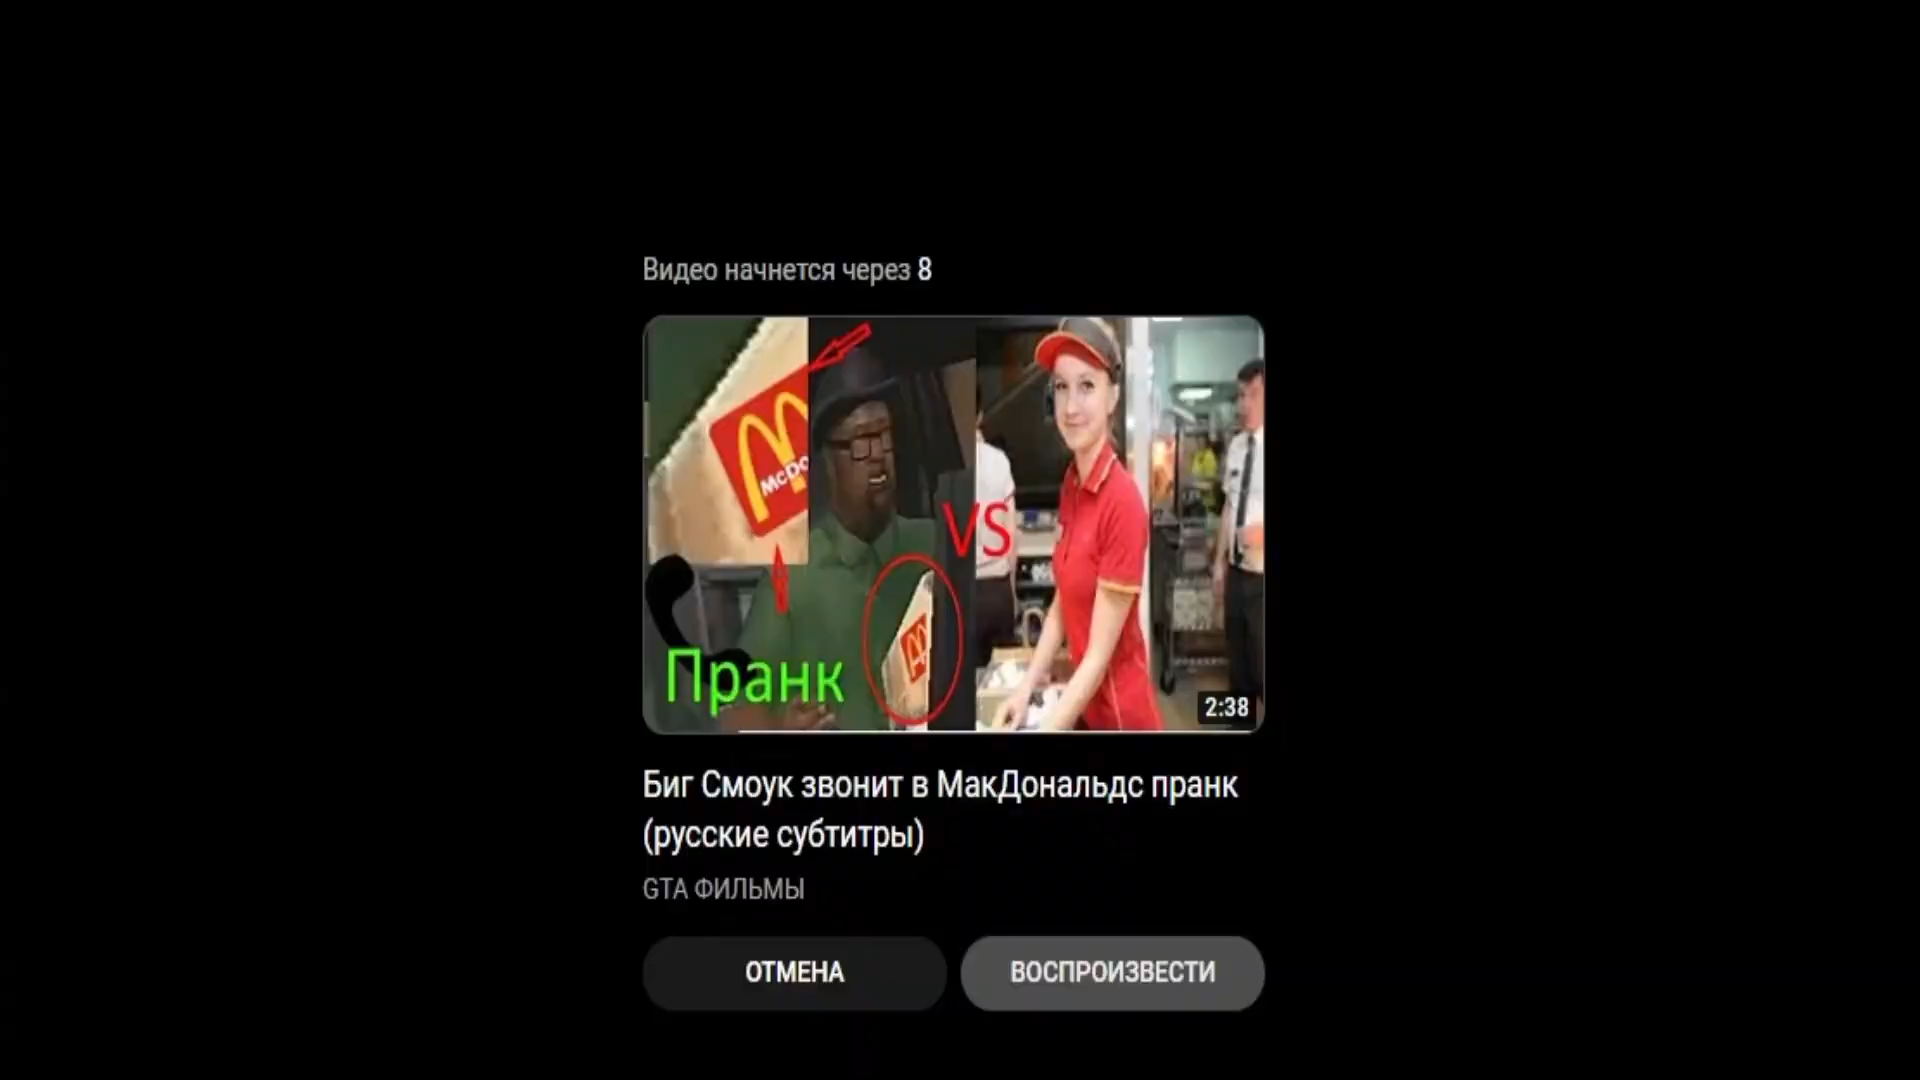 Видео начнется через 8
McDo
VS
Пранк
2:38
Биг Смоук звонит в МакДональдс пранк
(русские субтитры)
GTA ФИЛЬМЫ
ОТМЕНА
ВОСПРОИЗВЕСТИ